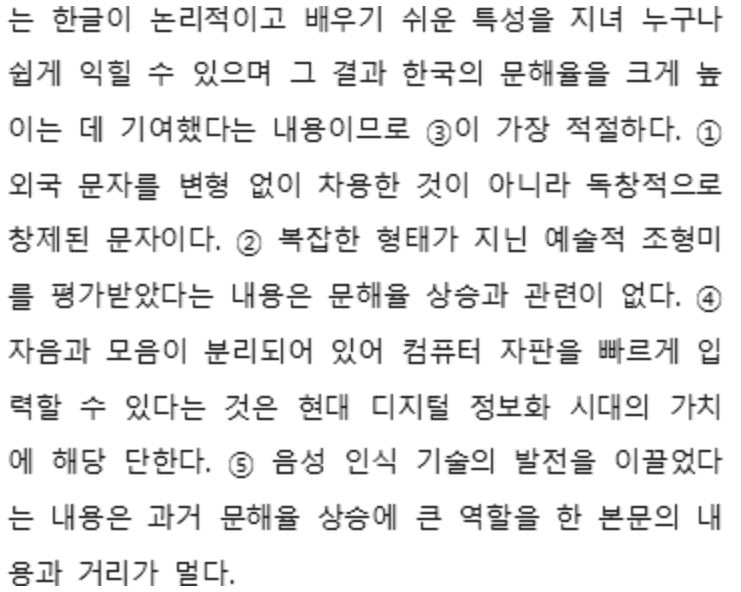 는 한글이 논리적이고 배우기 쉬운 특성을 지녀 누구나
쉽게 익힐 수 있으며 그 결과 한국의 문해율을 크게 높
이는 데 기여했다는 내용이므로 ③이 가장 적절하다. ①
외국 문자를 변형 없이 차용한 것이 아니라 독창적으로
창제된 문자이다. ② 복잡한 형태가 지닌 예술적 조형미
를 평가받았다는 내용은 문해율 상승과 관련이 없다. ④
자음과 모음이 분리되어 있어 컴퓨터 자판을 빠르게 입
력할 수 있다는 것은 현대 디지털 정보화 시대의 가치
에 해당 단한다. ⑤ 음성 인식 기술의 발전을 이끌었다
는 내용은 과거 문해율 상승에 큰 역할을 한 본문의 내
용과 거리가 멀다.